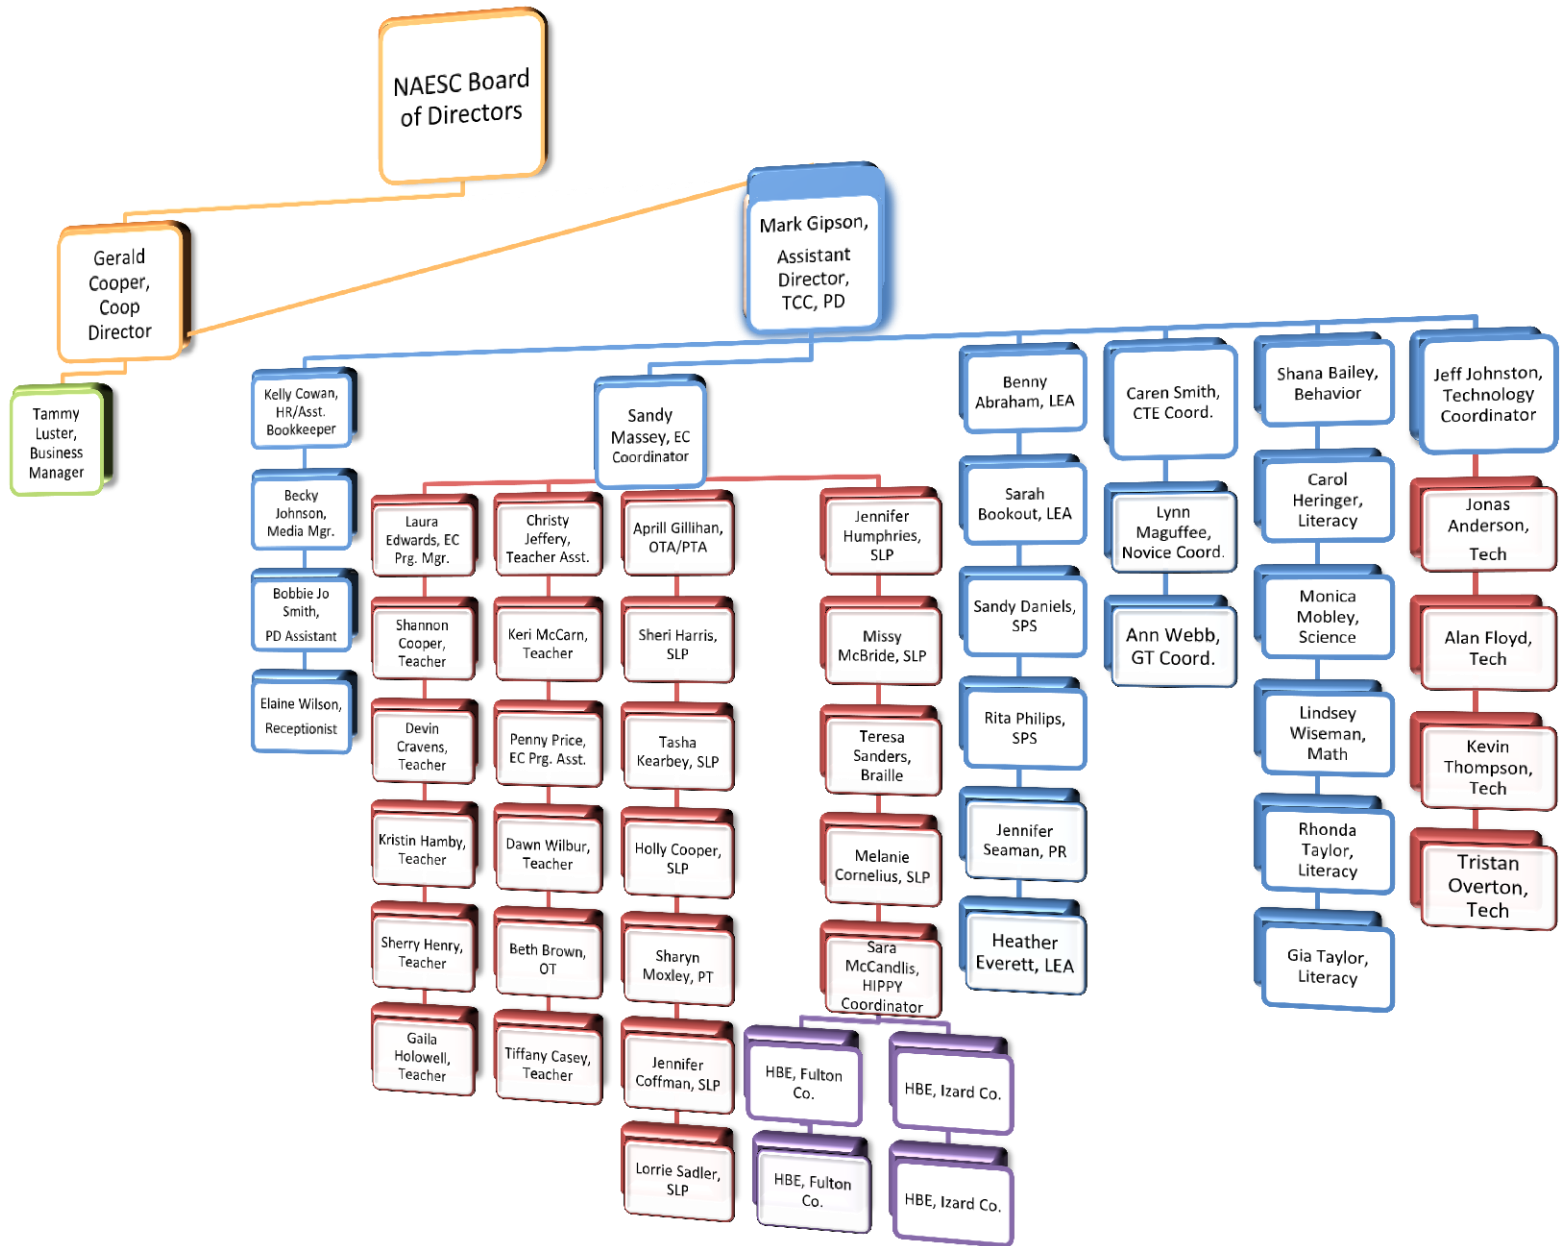 NAESC Board
of Directors
Gerald
Cooper,
Coop
Director
Mark Gipson,
Assistant
Director,
TCC, PD
Tammy
Luster,
Business
Manager
Kelly Cowan,
HR/Asst.
Bookkeeper
Becky
Johnson,
Media Mgr.
Bobbie Jo
Smith,
PD Assistant
Elaine Wilson,
Receptionist
Sandy
Massey, EC
Coordinator
Laura
Edwards, EC
Prg. Mgr.
Shannon
Cooper,
Teacher
Devin
Cravens,
Teacher
Kristin Hamby,
Teacher
Sherry Henry,
Teacher
Gaila
Holowell,
Teacher
Christy
Jeffery,
Teacher Asst.
Keri McCarn,
Teacher
Penny Price,
EC Prg. Asst.
Dawn Wilbur,
Teacher
Beth Brown,
OT
Tiffany Casey,
Teacher
Aprill Gillihan,
OTA/PTA
Sheri Harris,
SLP
Tasha
Kearbey, SLP
Holly Cooper,
SLP
Sharyn
Moxley, PT
Jennifer
Coffman, SLP
Lorrie Sadler,
SLP
Jennifer
Humphries,
SLP
Missy
McBride, SLP
Teresa
Sanders,
Braille
Melanie
Cornelius, SLP
Sara
McCandlis,
HIPPY
Coordinator
HBE, Fulton
Co.
HBE, Fulton
Co.
HBE, Izard Co.
HBE, Izard Co.
Benny
Abraham, LEA
Sarah
Bookout, LEA
Sandy Daniels,
SPS
Rita Philips,
SPS
Jennifer
Seaman, PR
Heather
Everett, LEA
Caren Smith,
CTE Coord.
Lynn
Maguffee,
Novice Coord.
Ann Webb,
GT Coord.
Shana Bailey,
Behavior
Carol
Heringer,
Literacy
Monica
Mobley,
Science
Lindsey
Wiseman,
Math
Rhonda
Taylor,
Literacy
Gia Taylor,
Literacy
Jeff Johnston,
Technology
Coordinator
Jonas
Anderson,
Tech
Alan Floyd,
Tech
Kevin
Thompson,
Tech
Tristan
Overton,
Tech